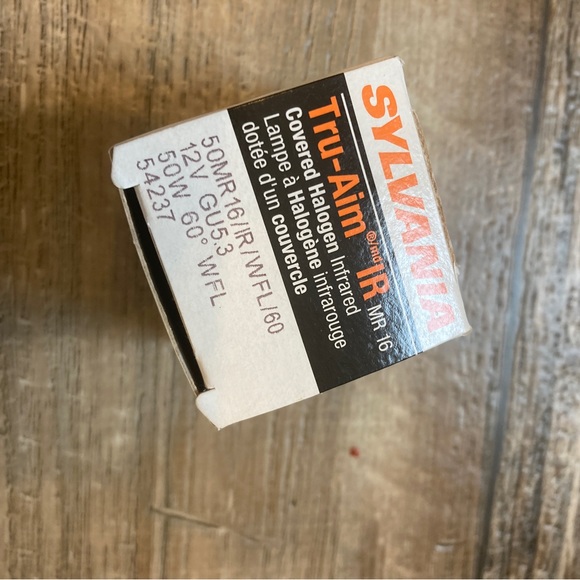 SYLVANIA
Tru-Aim®/MD IR MR 16
Covered Halogen Infrared
Lampe à Halogène infrarouge
dotée d'un couvercle
50MR16/IR/WFL/60
12V GU5.3
50W 60° WFL
54237